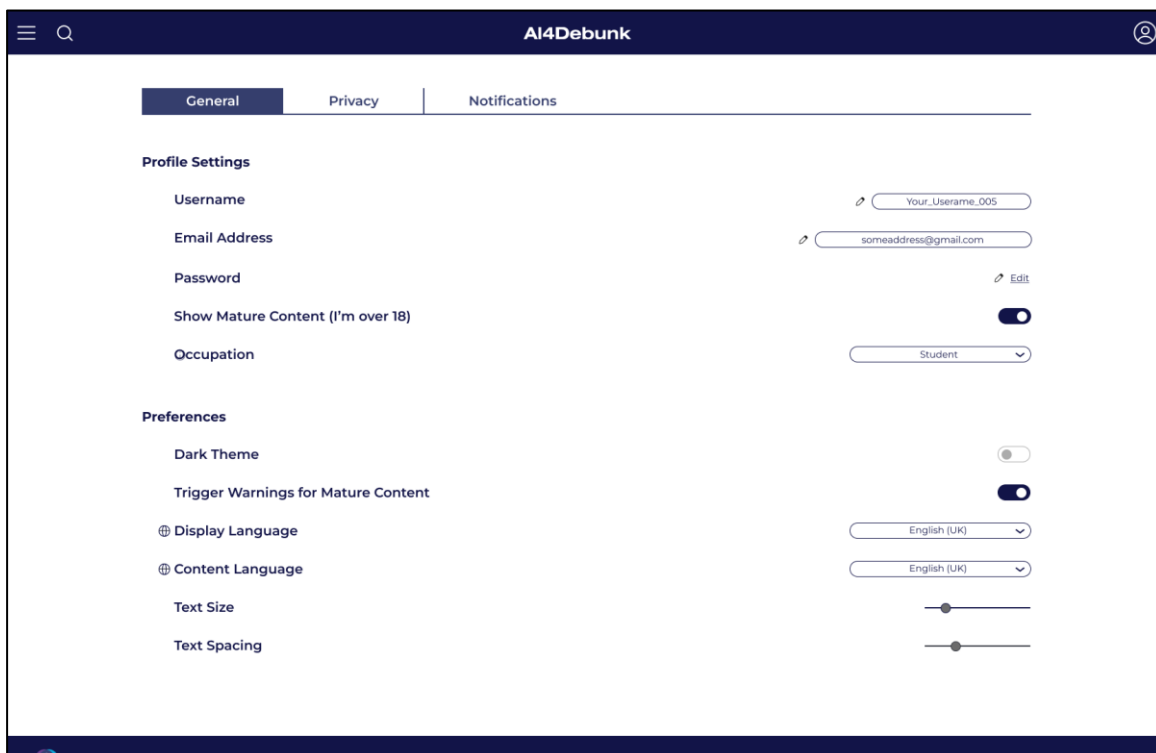 AI4Debunk
General Privacy Notifications
Profile Settings
Username Your_Userame_005
Email Address someaddress@gmail.com
Password Edit
Show Mature Content (I'm over 18)
Occupation Student
Preferences
Dark Theme
Trigger Warnings for Mature Content
Display Language English (UK)
Content Language English (UK)
Text Size
Text Spacing